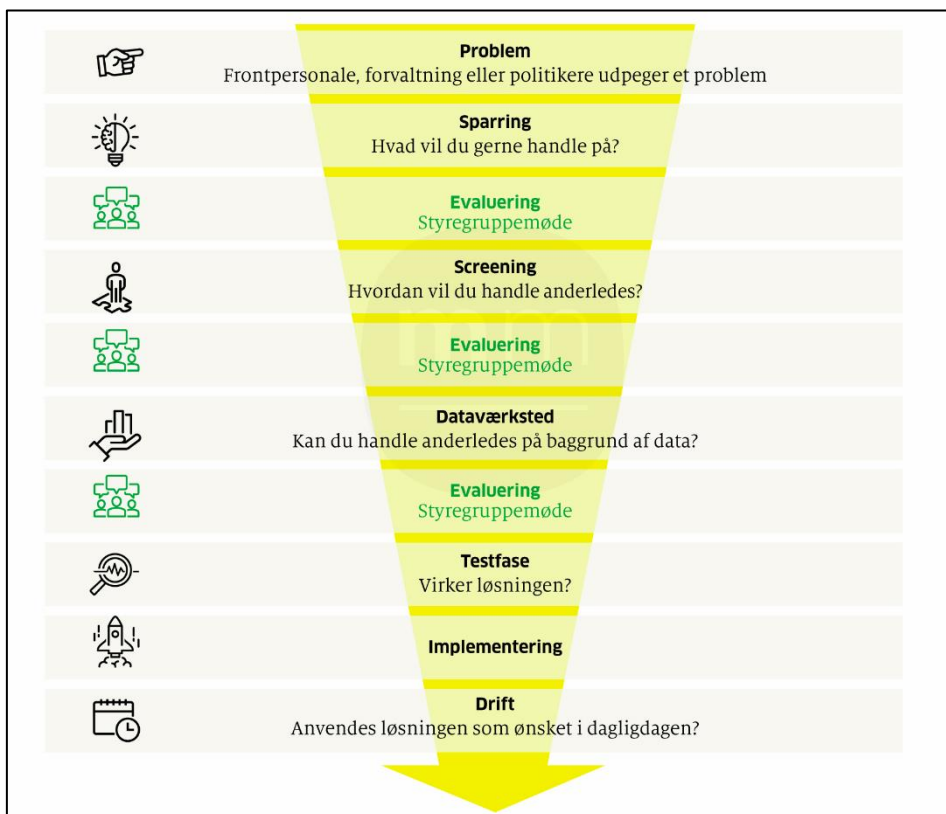 Problem
Frontpersonale, forvaltning eller politikere udpeger et problem
Sparring
Hvad vil du gerne handle på?
Evaluering
Styregruppemøde
Screening
Hvordan vil du handle anderledes?
mm
Evaluering
Styregruppemøde
Dataværksted
Kan du handle anderledes på baggrund af data?
Evaluering
Styregruppemøde
Testfase
Virker løsningen?
Implementering
Drift
Anvendes løsningen som ønsket i dagligdagen?